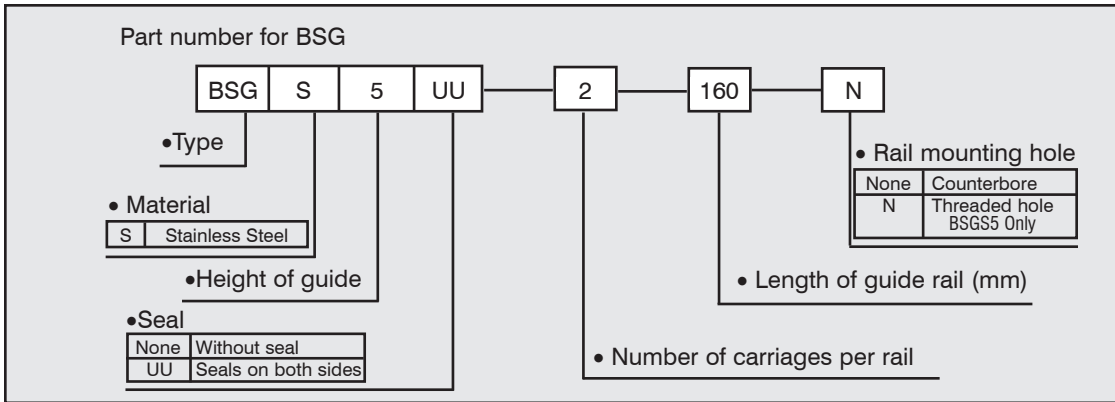 Part number for BSG
BSG S 5 UU 2 160 N
•Type
• Rail mounting hole
None Counterbore
N Threaded hole
BSGS5 Only
• Material
S Stainless Steel
•Height of guide
• Length of guide rail (mm)
•Seal
None Without seal
UU Seals on both sides
• Number of carriages per rail